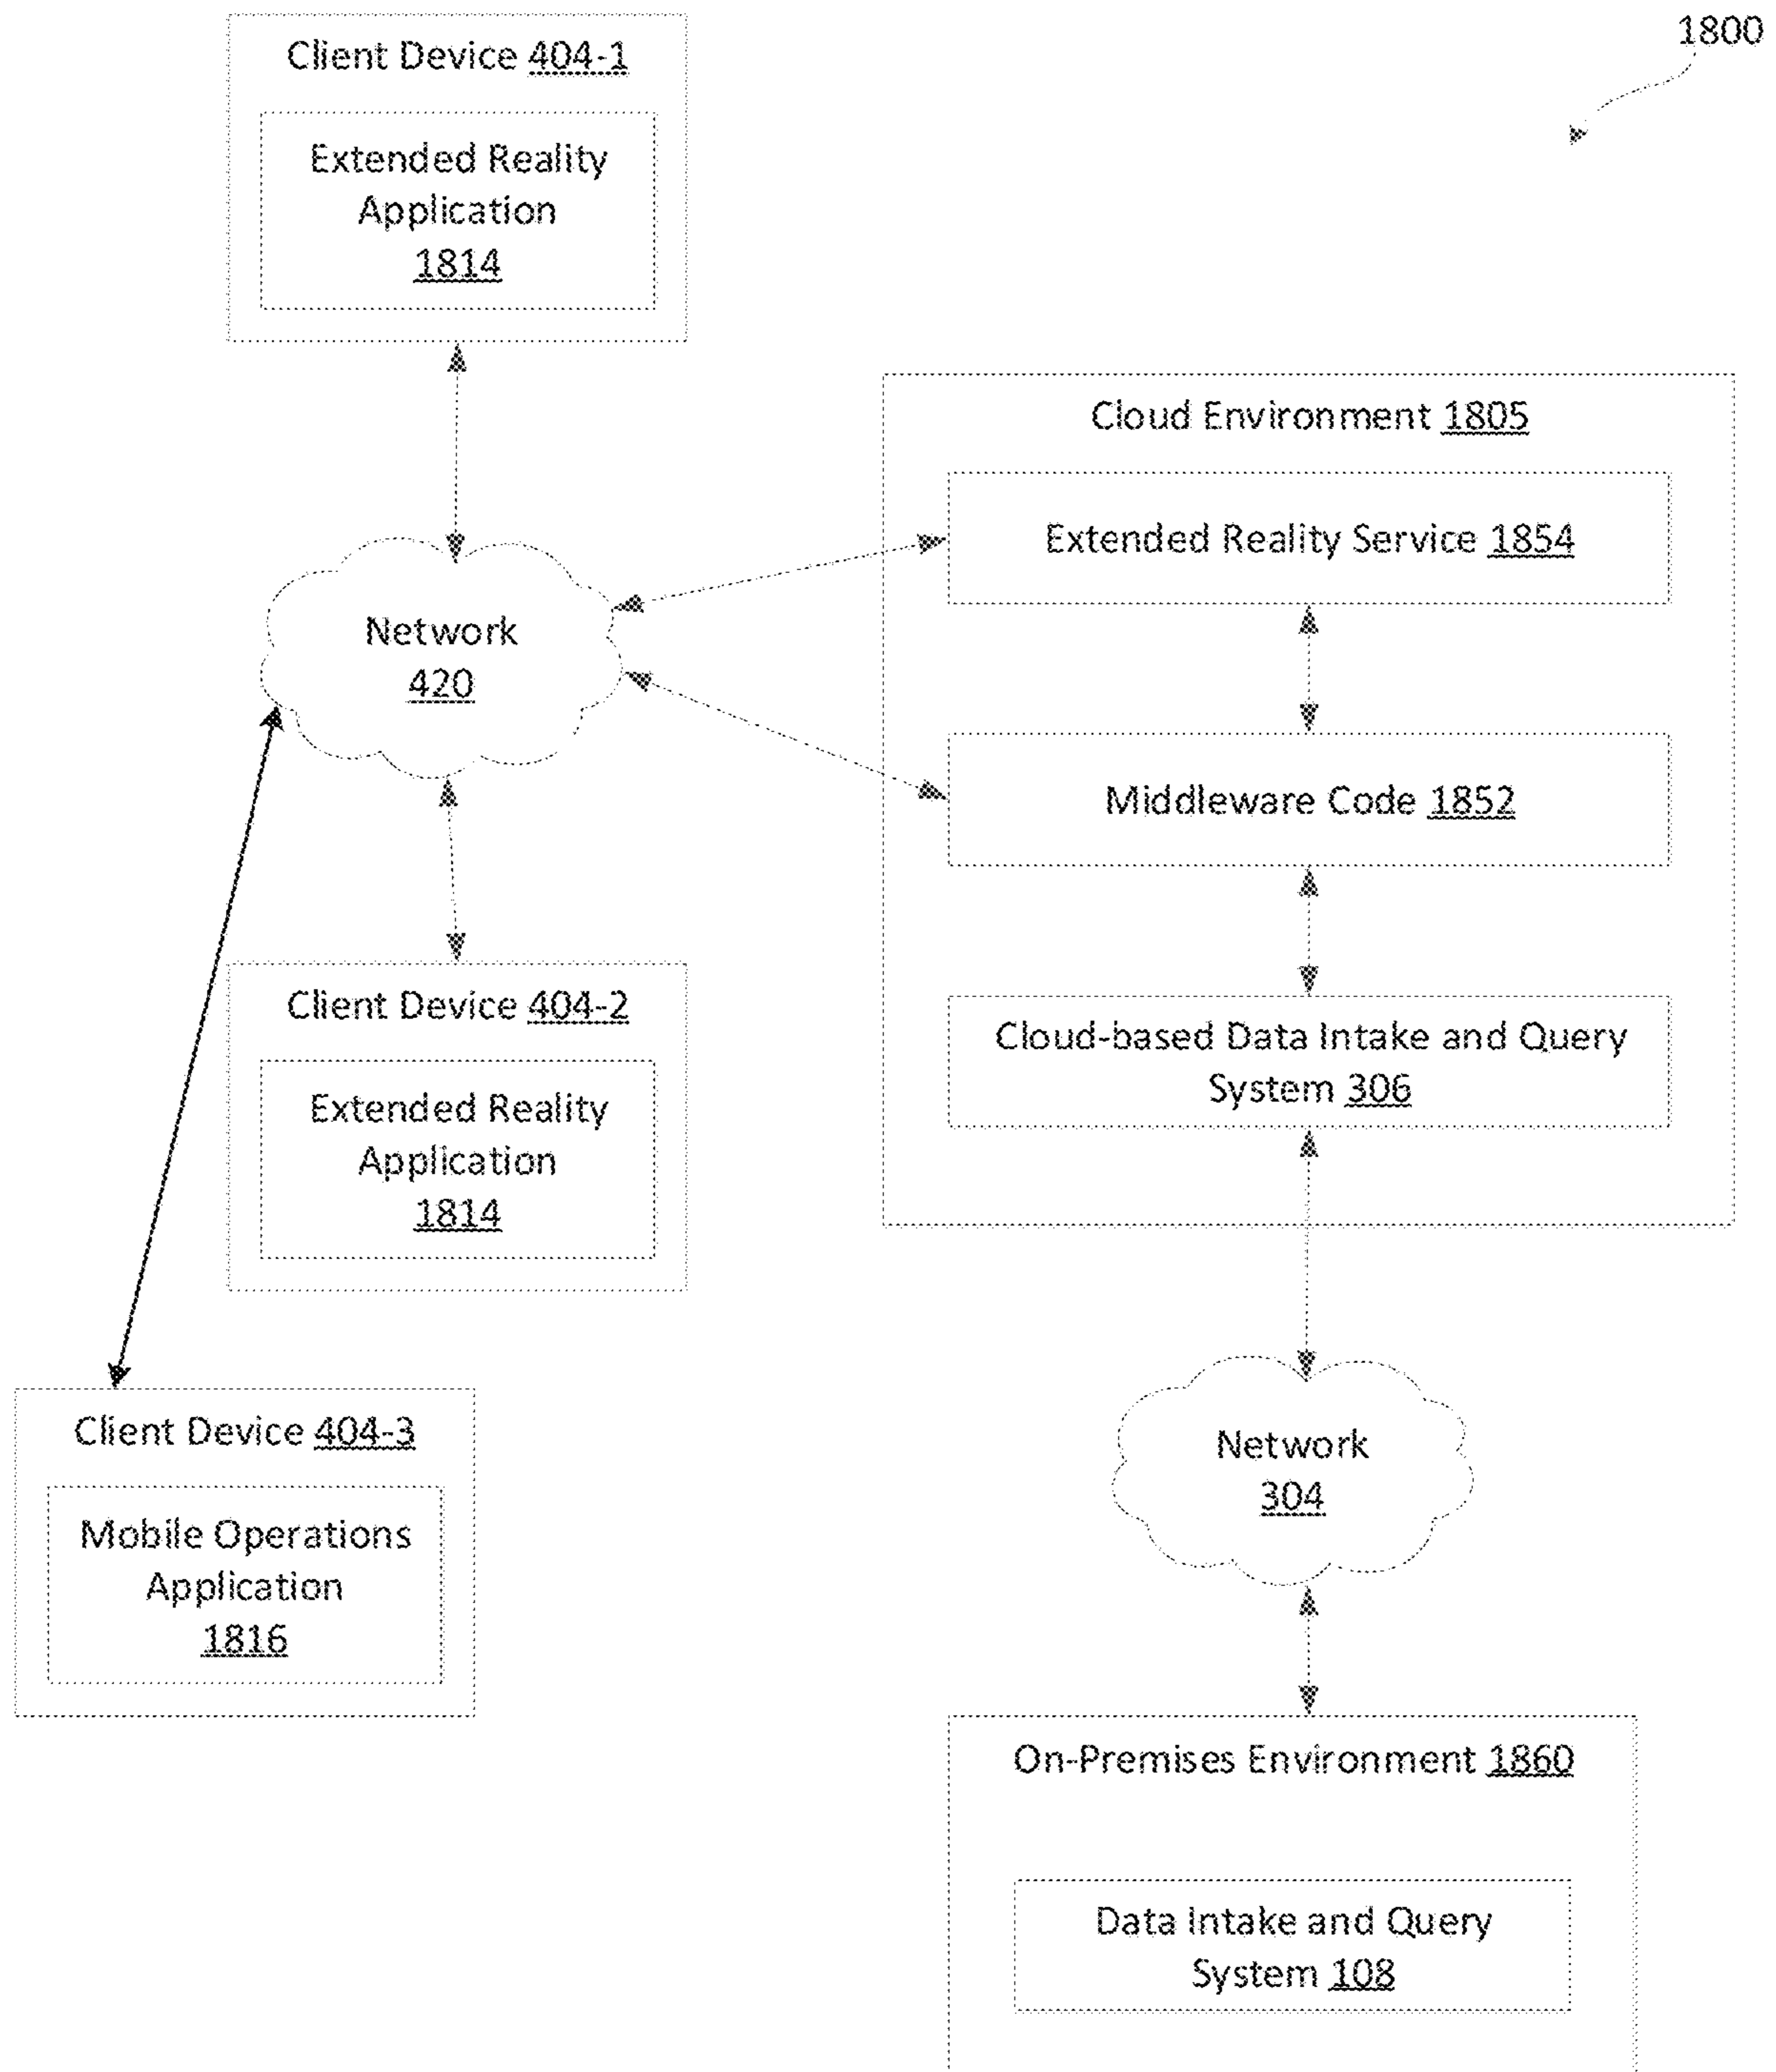 1800
Client Device 404-1
Extended Reality
Application
1814
Cloud Environment 1805
Extended Reality Service 1854
Network
420
Middleware Code 1852
Client Device 404-2
Extended Reality
Application
1814
Cloud-based Data Intake and Query
System 306
Client Device 404-3
Mobile Operations
Application
1816
Network
304
On-Premises Environment 1860
Data Intake and Query
System 108